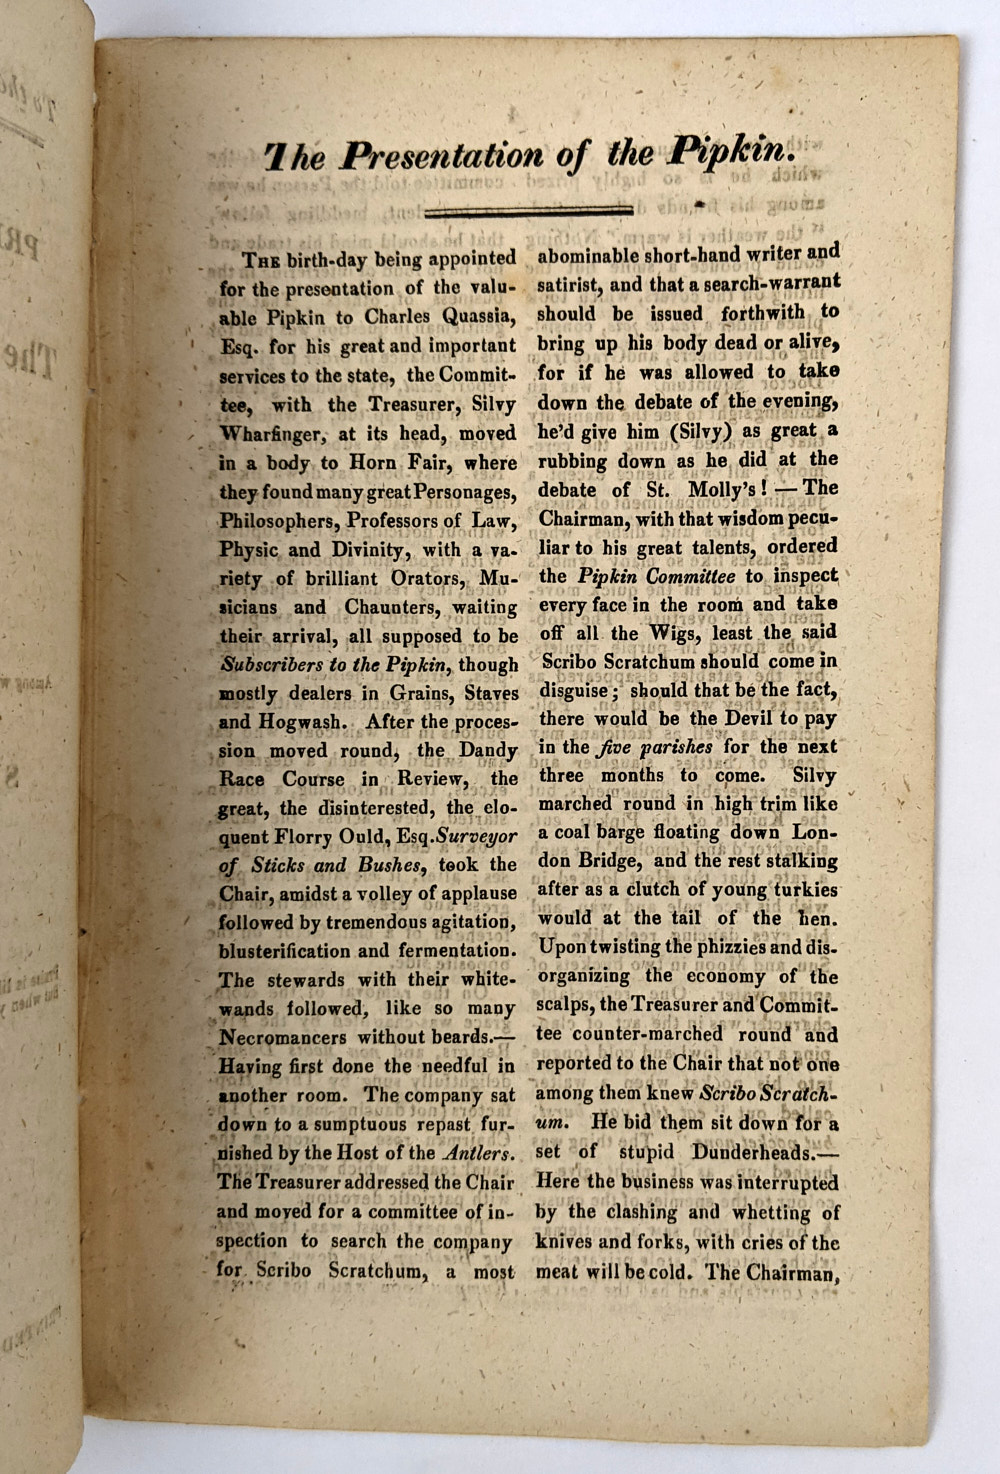 The Presentation of the Pipkin.
THE birth-day being appointed
for the presentation of the valu-
able Pipkin to Charles Quassia,
Esq. for his great and important
services to the state, the Commit-
tee, with the Treasurer, Silvy
Wharfinger, at its head, moved
in a body to Horn Fair, where
they found many great Personages,
Philosophers, Professors of Law,
Physic and Divinity, with a va-
riety of brilliant Orators, Mu-
sicians and Chaunters, waiting
their arrival, all supposed to be
Subscribers to the Pipkin, though
mostly dealers in Grains, Staves
and Hogwash. After the proces-
sion moved round, the Dandy
Race Course in Review, the
great, the disinterested, the elo-
quent Florry Ould, Esq. Surveyor
of Sticks and Bushes, took the
Chair, amidst a volley of applause
followed by tremendous agitation,
blusterification and fermentation.
The stewards with their white-
wands followed, like so many
Necromancers without beards.—
Having first done the needful in
another room. The company sat
down to a sumptuous repast fur-
nished by the Host of the Antlers.
The Treasurer addressed the Chair
and moved for a committee of in-
spection to search the company
for Scribo Scratchum, a most
abominable short-hand writer and
satirist, and that a search-warrant
should be issued forthwith to
bring up his body dead or alive,
for if he was allowed to take
down the debate of the evening,
he'd give him (Silvy) as great a
rubbing down as he did at the
debate of St. Molly's! — The
Chairman, with that wisdom pecu-
liar to his great talents, ordered
the Pipkin Committee to inspect
every face in the room and take
off all the Wigs, least the said
Scribo Scratchum should come in
disguise; should that be the fact,
there would be the Devil to pay
in the five parishes for the next
three months to come. Silvy
marched round in high trim like
a coal barge floating down Lon-
don Bridge, and the rest stalking
after as a clutch of young turkies
would at the tail of the hen.
Upon twisting the phizzies and dis-
organizing the economy of the
scalps, the Treasurer and Commit-
tee counter-marched round and
reported to the Chair that not one
among them knew Scribo Scratch-
um. He bid them sit down for a
set of stupid Dunderheads.—
Here the business was interrupted
by the clashing and whetting of
knives and forks, with cries of the
meat will be cold. The Chairman,